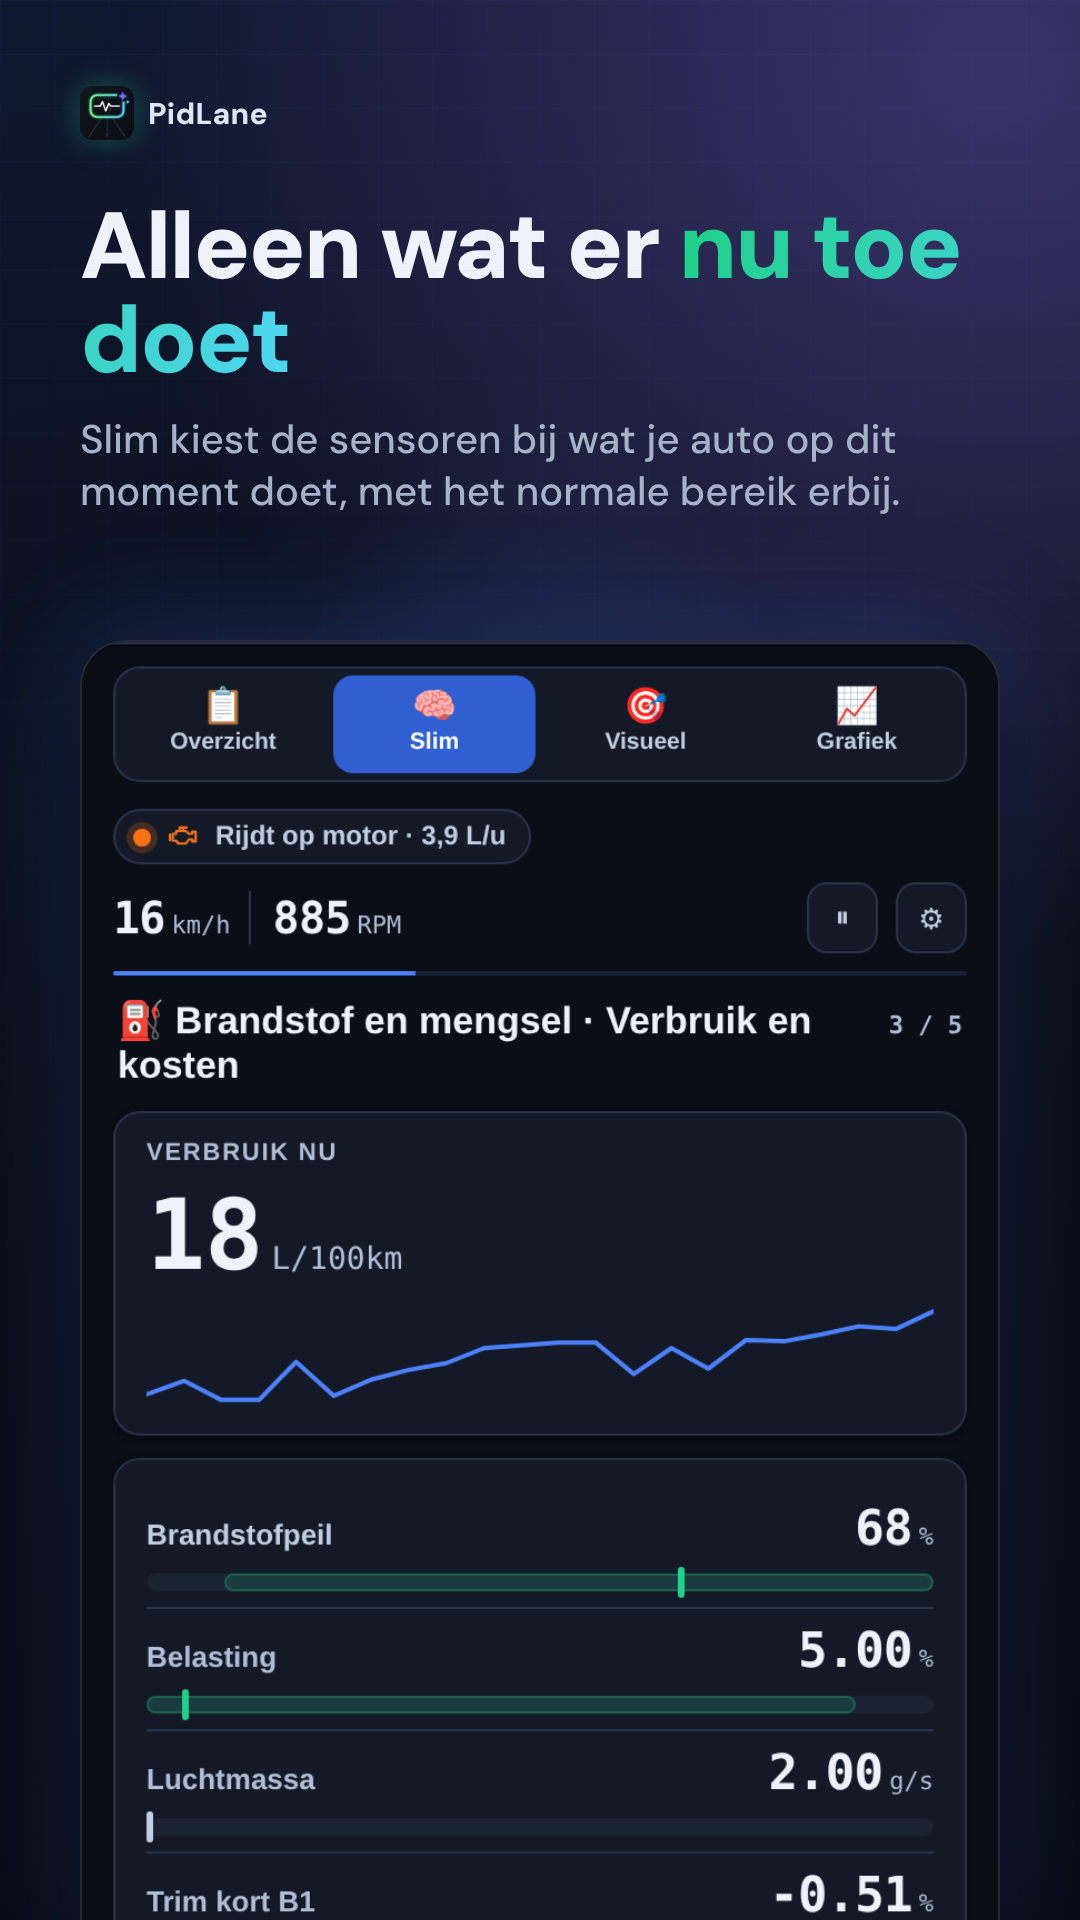 PidLane
Alleen wat er nu toe
doet
Slim kiest de sensoren bij wat je auto op dit
moment doet, met het normale bereik erbij.
Overzicht
Slim
Visueel
Grafiek
Rijdt op motor · 3,9 L/u
16 km/h
885 RPM
Brandstof en mengsel · Verbruik en
kosten
3 / 5
VERBRUIK NU
18 L/100km
Brandstofpeil
68 %
Belasting
5.00 %
Luchtmassa
2.00 g/s
Trim kort B1
-0.51 %